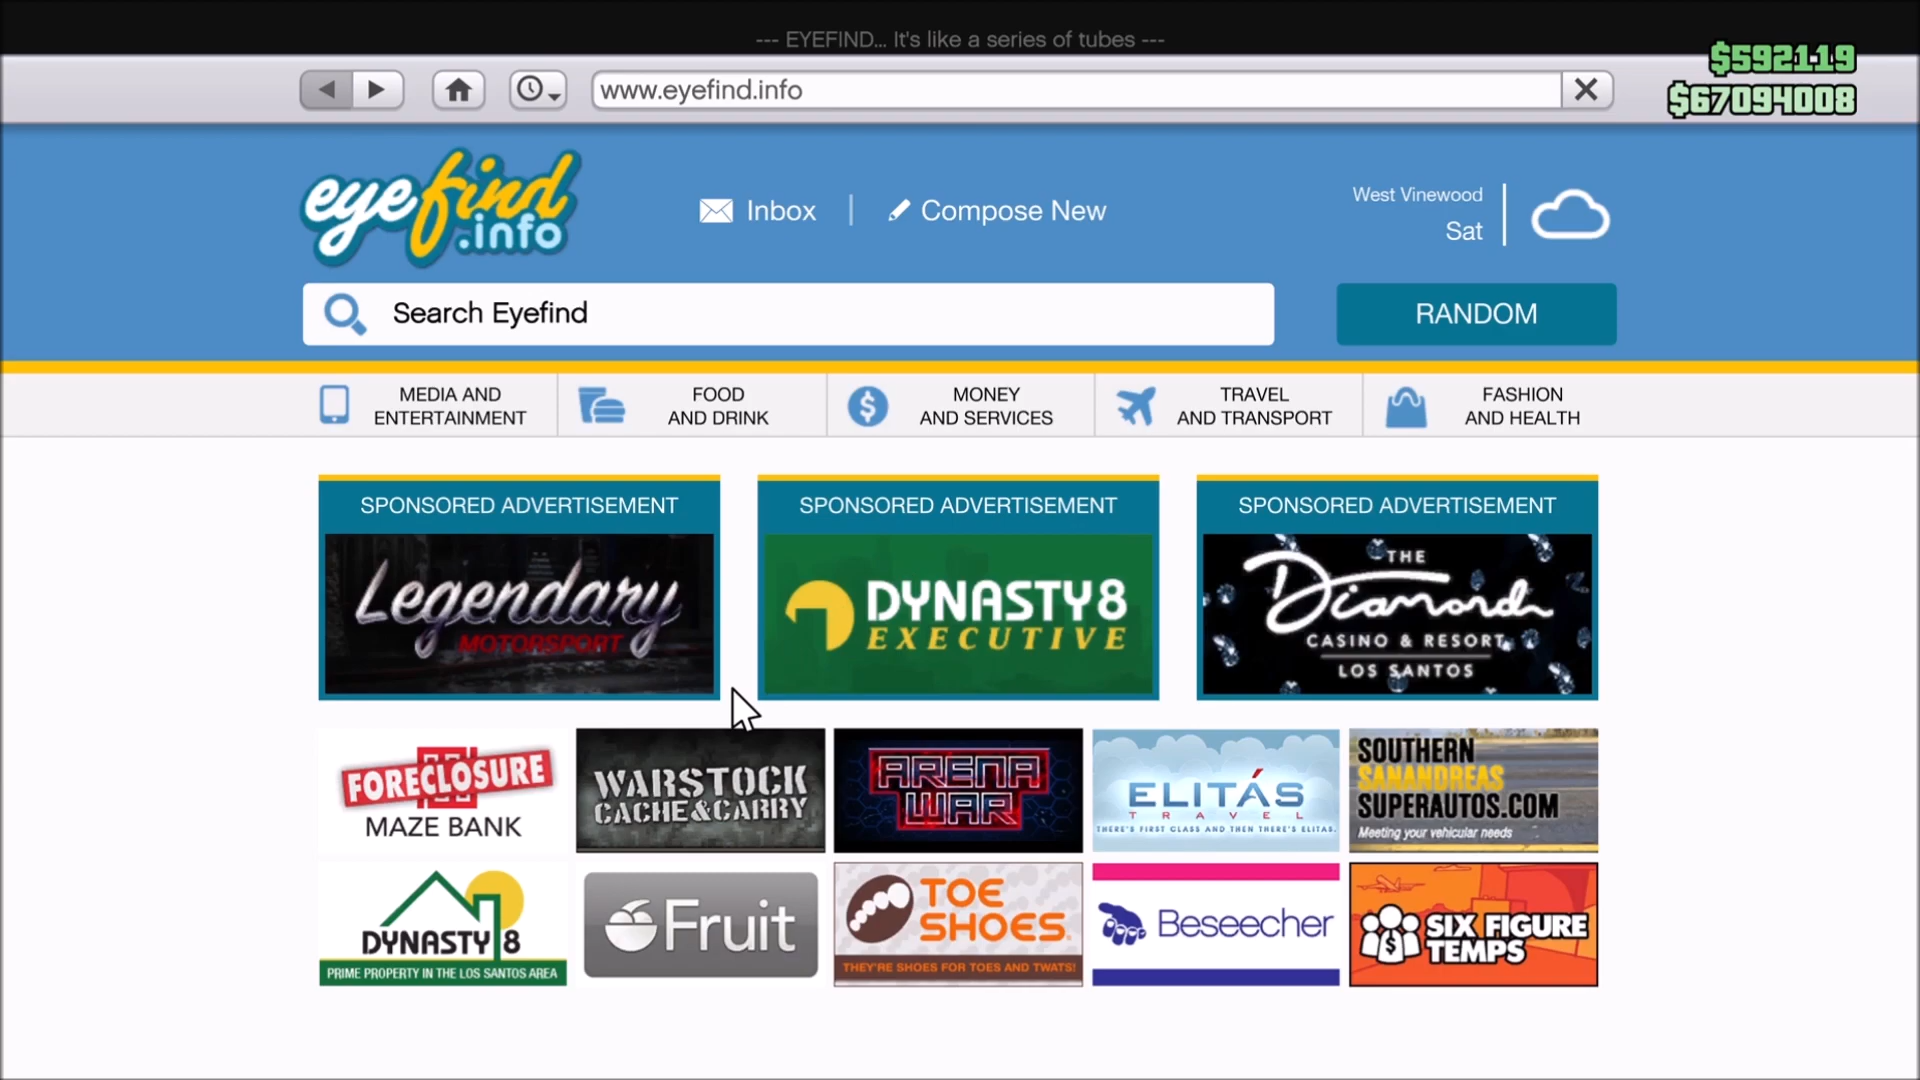 --- EYEFIND... It's like a series of tubes ---
$592119
www.eyefind.info
$67094008
eyefind
.info
Inbox
Compose New
West Vinewood
Sat
Search Eyefind
RANDOM
MEDIA AND
ENTERTAINMENT
FOOD
AND DRINK
MONEY
AND SERVICES
TRAVEL
AND TRANSPORT
FASHION
AND HEALTH
SPONSORED ADVERTISEMENT
Legendary
MOTORSPORT
SPONSORED ADVERTISEMENT
DYNASTY8
EXECUTIVE
SPONSORED ADVERTISEMENT
THE
Diamond
CASINO & RESORT
LOS SANTOS
FORECLOSURE
MAZE BANK
WARSTOCK
CACHE&CARRY
ARENA
WAR
ELITÁS
TRAVEL
THERE'S FIRST CLASS AND THEN THERE'S ELITAS.
SOUTHERN
SANANDREAS
SUPERAUTOS.COM
Meeting your vehicular needs
DYNASTY 8
PRIME PROPERTY IN THE LOS SANTOS AREA
Fruit
TOE
SHOES
THEY'RE SHOES FOR TOES AND TWATS!
Beseecher
SIX FIGURE
TEMPS